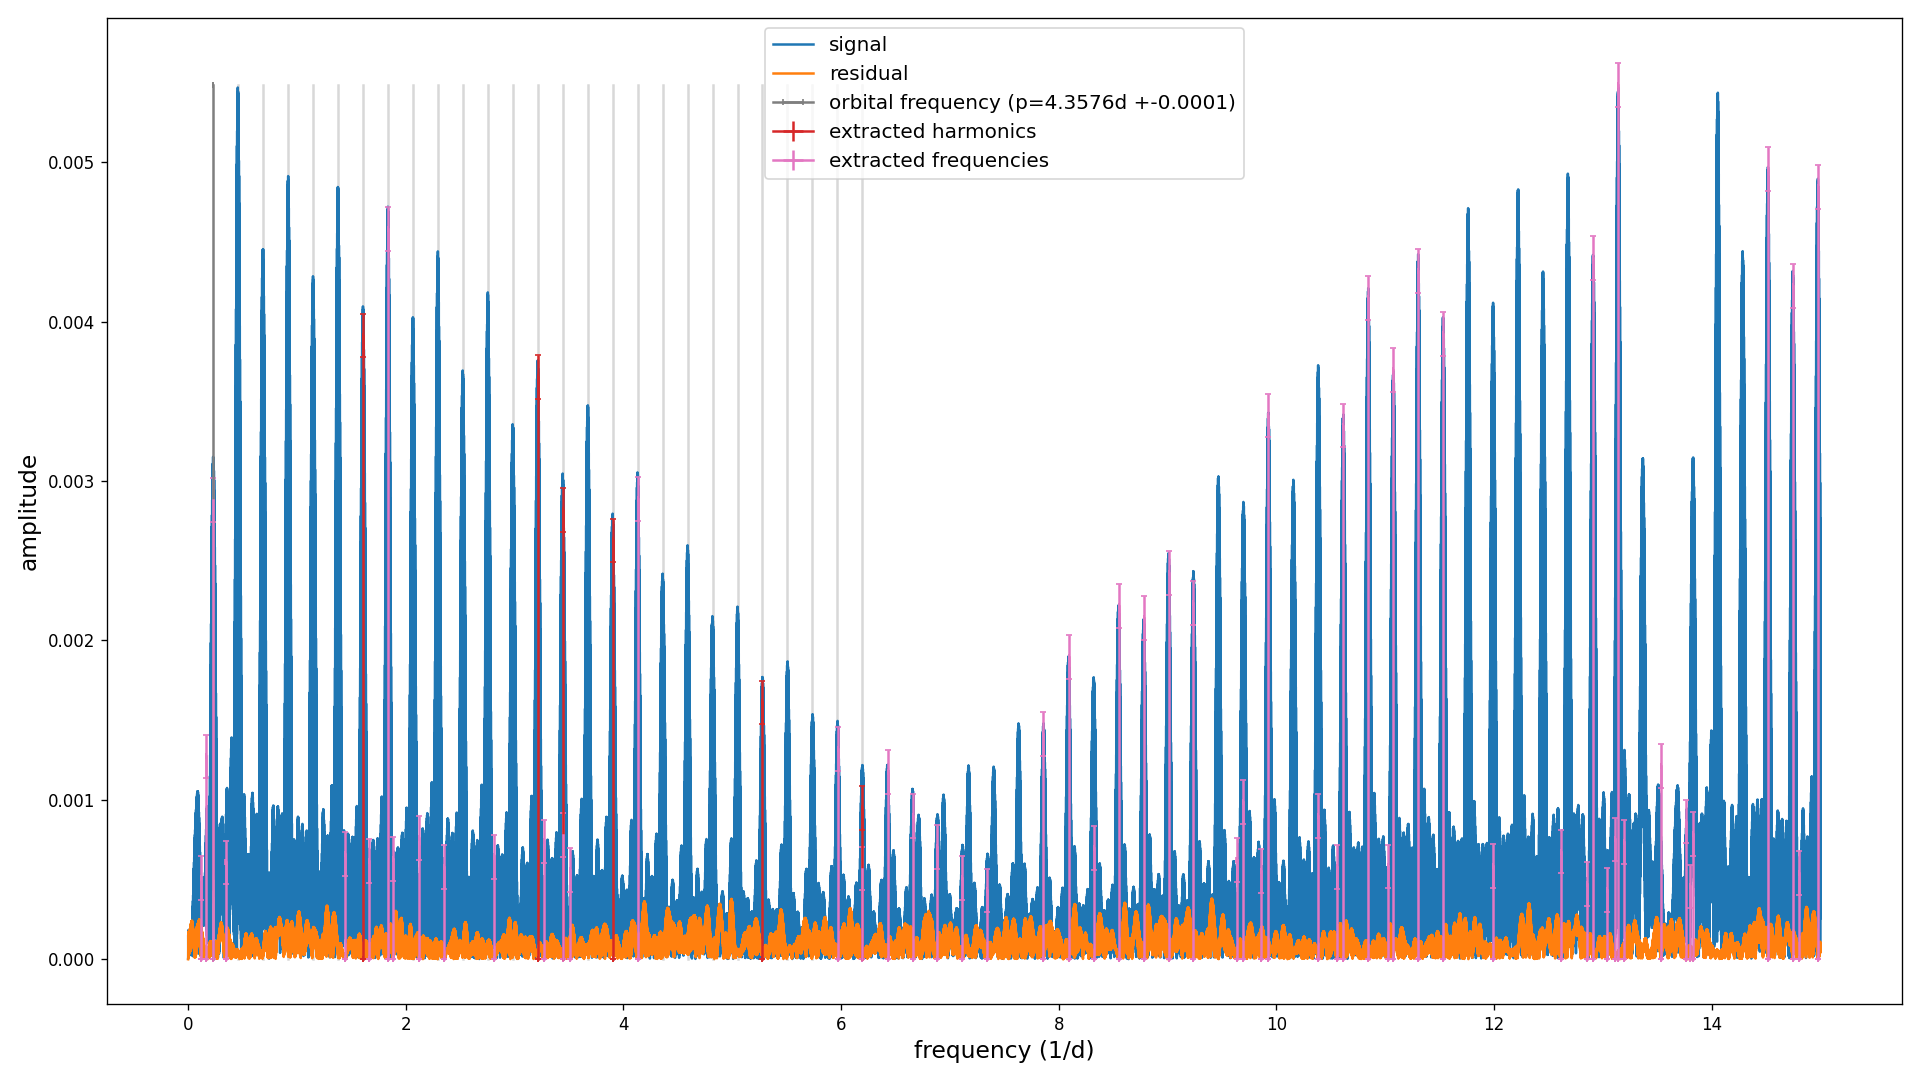 signal
residual
orbital frequency (p=4.3576d +-0.0001)
extracted harmonics
extracted frequencies
amplitude
0.005
0.004
0.003
0.002
0.001
0.000
0 2 4 6 8 10 12 14
frequency (1/d)